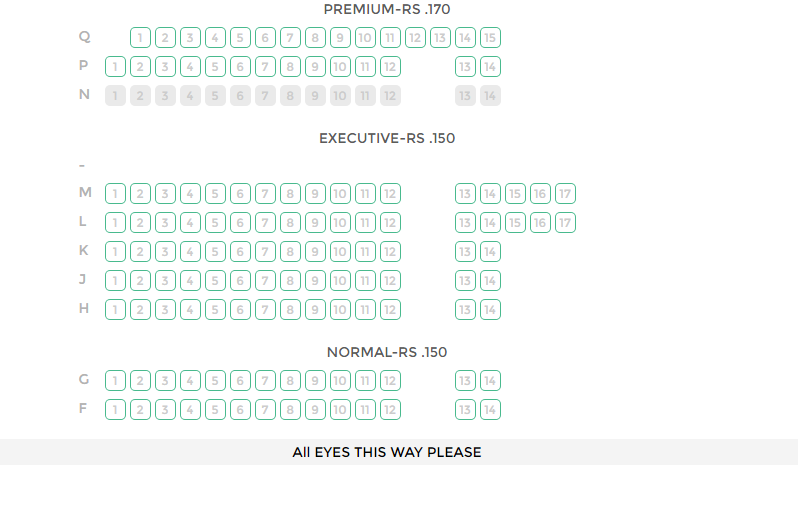 PREMIUM-RS .170
Q 1 2 3 4 5 6 7 8 9 10 11 12 13 14 15
P 1 2 3 4 5 6 7 8 9 10 11 12 13 14
N 1 2 3 4 5 6 7 8 9 10 11 12 13 14
EXECUTIVE-RS .150
-
M 1 2 3 4 5 6 7 8 9 10 11 12 13 14 15 16 17
L 1 2 3 4 5 6 7 8 9 10 11 12 13 14 15 16 17
K 1 2 3 4 5 6 7 8 9 10 11 12 13 14
J 1 2 3 4 5 6 7 8 9 10 11 12 13 14
H 1 2 3 4 5 6 7 8 9 10 11 12 13 14
NORMAL-RS .150
G 1 2 3 4 5 6 7 8 9 10 11 12 13 14
F 1 2 3 4 5 6 7 8 9 10 11 12 13 14
All EYES THIS WAY PLEASE